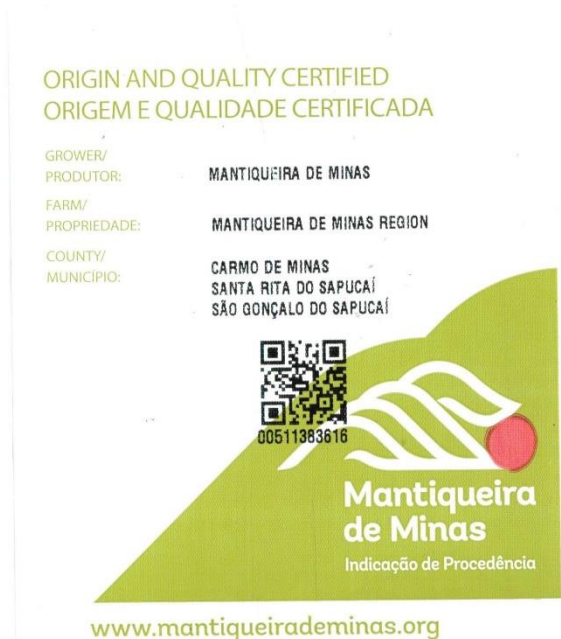 ORIGIN AND QUALITY CERTIFIED
ORIGEM E QUALIDADE CERTIFICADA
GROWER/
PRODUTOR:
MANTIQUEIRA DE MINAS
FARM/
PROPRIEDADE:
MANTIQUEIRA DE MINAS REGION
COUNTY/
MUNICÍPIO:
CARMO DE MINAS
SANTA RITA DO SAPUCAÍ
SÃO GONÇALO DO SAPUCAÍ
00511383616
Mantiqueira
de Minas
Indicação de Procedência
www.mantiqueirademinas.org